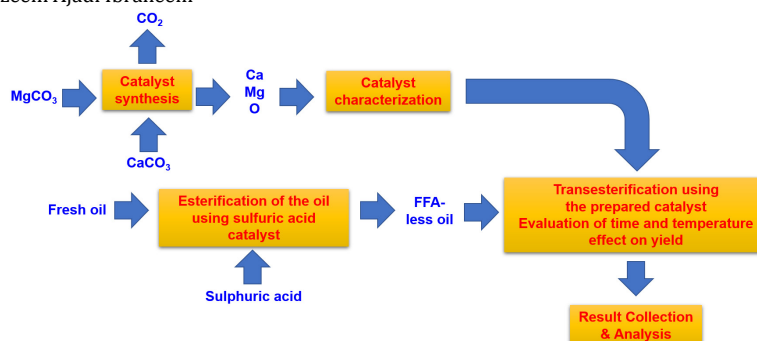 CO2
Catalyst
synthesis
MgCO3
Ca
Mg
O
Catalyst
characterization
CaCO3
Fresh oil
Esterification of the oil
using sulfuric acid
catalyst
FFA-
less oil
Transesterification using
the prepared catalyst
Evaluation of time and temperature
effect on yield
Sulphuric acid
Result Collection
& Analysis